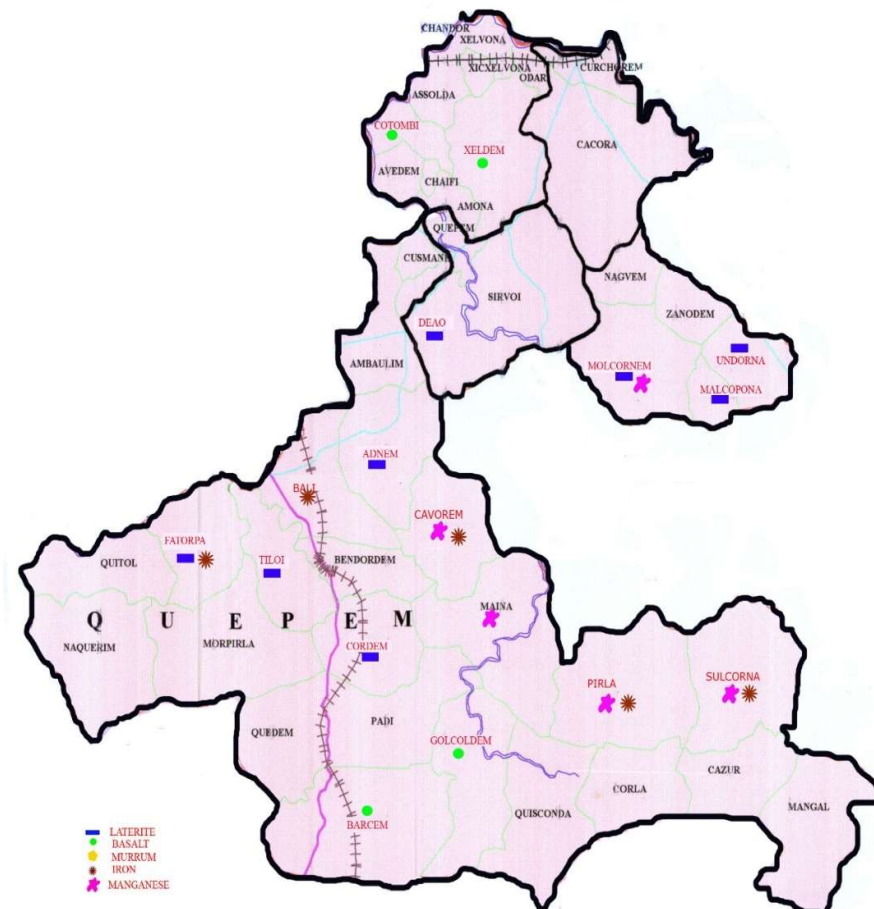 CHANDOR
XELVONA
XICXELVONA
ODAR
CURCHOREM
ASSOLDA
COTOMBI
XELDEM
CACORA
AVEDEM
CHAIFI
AMONA
QUEPEM
CUSMANE
NAGVEM
SIRVOI
ZANODEM
DEAO
UNDORNA
AMBAULIM
MOLCORNEM
MALCOPONA
ADNEM
BALI
CAVOREM
FATORPA
QUITOL
TILOI
BENDORDEM
MAINA
QUEPEM
NAQUERIM
MORPIRLA
CORDEM
PIRLA
SULCORNA
QUEDEM
PADI
GOLCOLDEM
CAZUR
CORLA
MANGAL
BARCEM
QUISCONDA
LATERITE
BASALT
MURRUM
IRON
MANGANESE